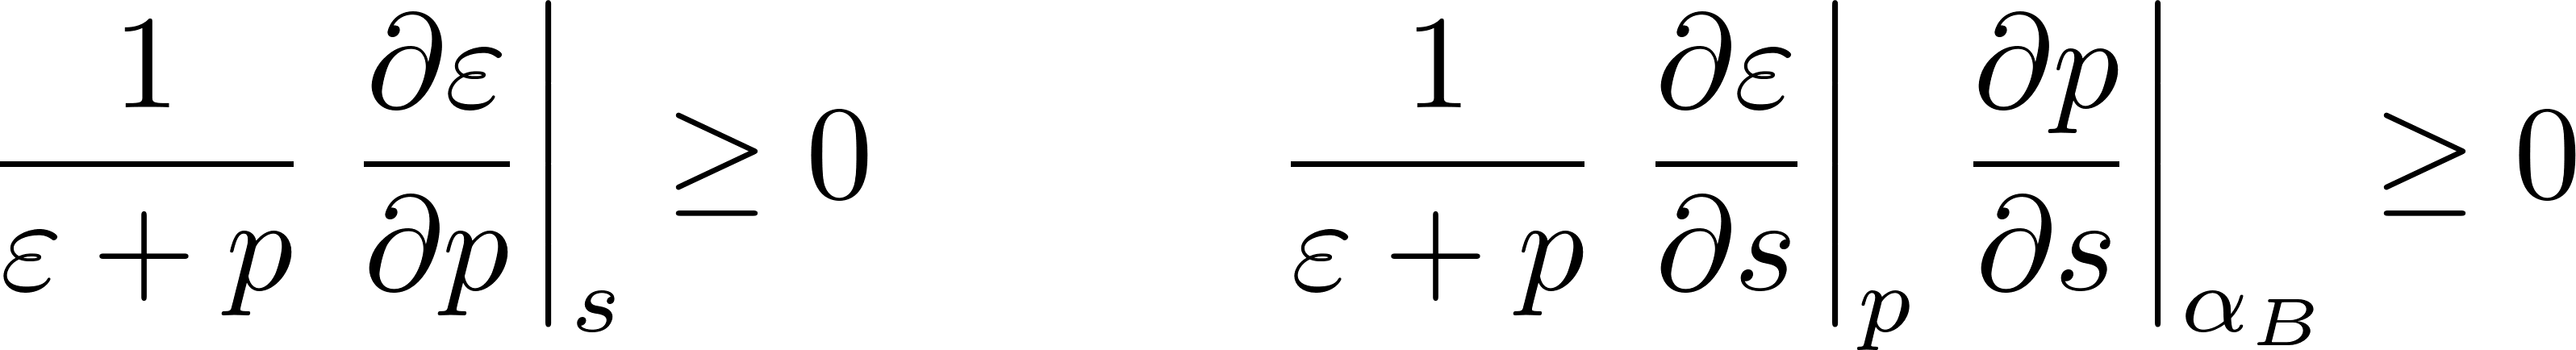 \frac{1}{\varepsilon + p} \left. \frac{\partial \varepsilon}{\partial p} \right|_{s} \geq 0 \qquad \frac{1}{\varepsilon + p} \left. \frac{\partial \varepsilon}{\partial s} \right|_{p} \left. \frac{\partial p}{\partial s} \right|_{\alpha_B} \geq 0